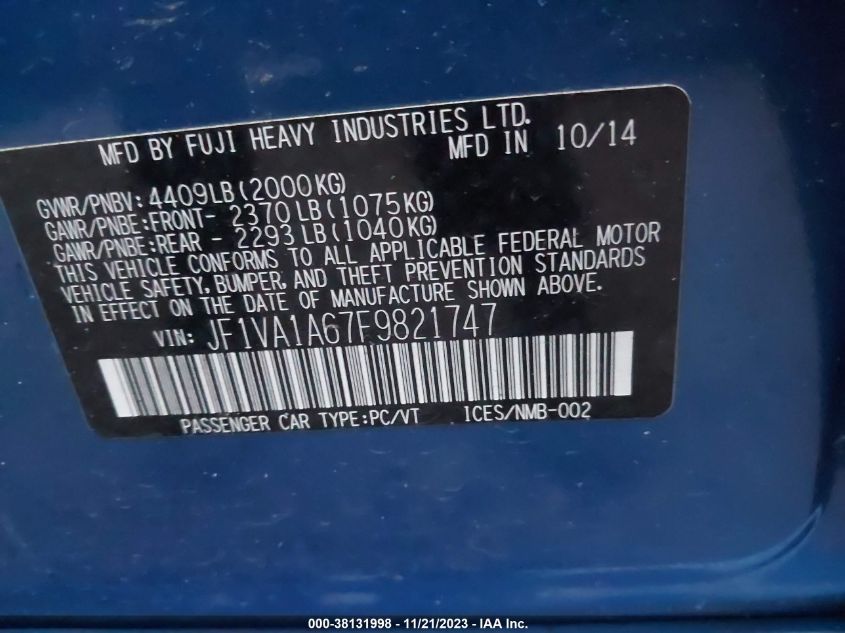 MFD BY FUJI HEAVY INDUSTRIES LTD.
MFD IN 10/14
GVWR/PNBV: 4409LB(2000KG)
GAWR/PNBE:FRONT- 2370LB(1075KG)
GAWR/PNBE:REAR - 2293LB(1040KG)
THIS VEHICLE CONFORMS TO ALL APPLICABLE FEDERAL MOTOR
VEHICLE SAFETY, BUMPER, AND THEFT PREVENTION STANDARDS
IN EFFECT ON THE DATE OF MANUFACTURE SHOWN ABOVE.
VIN: JF1VA1A67F9821747
PASSENGER CAR TYPE:PC/VT ICES/NMB-002
000-38131998 - 11/21/2023 - IAA Inc.